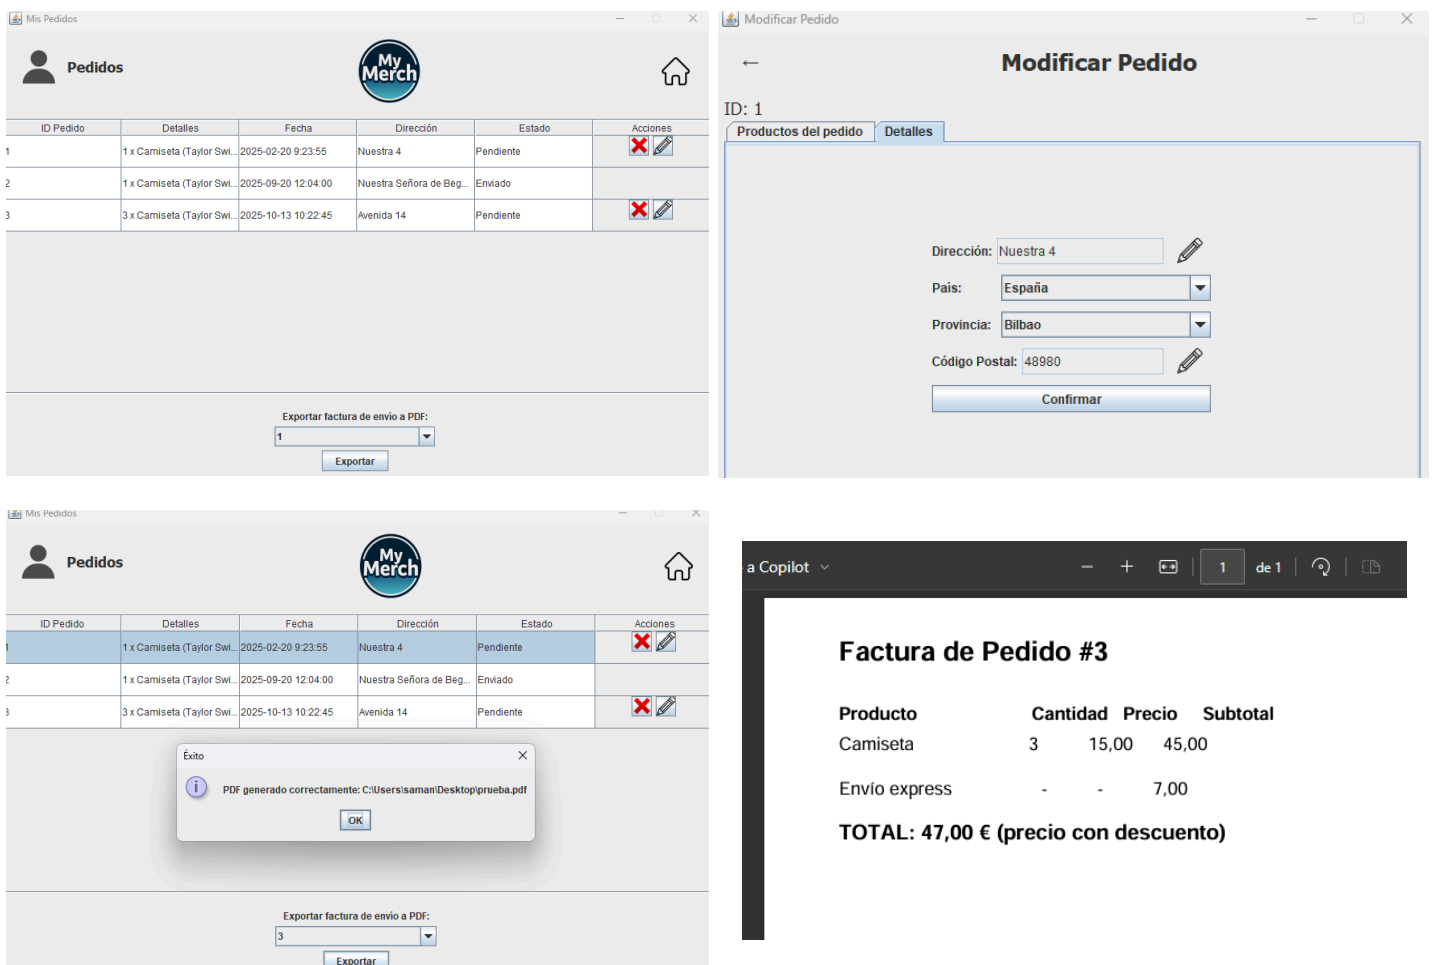 Mis Pedidos
Pedidos
My Merch
ID Pedido Detalles Fecha Dirección Estado Acciones
1 1 x Camiseta (Taylor Swi... 2025-02-20 9:23:55 Nuestra 4 Pendiente
2 1 x Camiseta (Taylor Swi... 2025-09-20 12:04:00 Nuestra Señora de Beg... Enviado
3 3 x Camiseta (Taylor Swi... 2025-10-13 10:22:45 Avenida 14 Pendiente
Exportar factura de envio a PDF:
1
Exportar
Modificar Pedido
← Modificar Pedido
ID: 1
Productos del pedido Detalles
Dirección: Nuestra 4
País: España
Provincia: Bilbao
Código Postal: 48980
Confirmar
Mis Pedidos
Pedidos
My Merch
ID Pedido Detalles Fecha Dirección Estado Acciones
1 1 x Camiseta (Taylor Swi... 2025-02-20 9:23:55 Nuestra 4 Pendiente
2 1 x Camiseta (Taylor Swi... 2025-09-20 12:04:00 Nuestra Señora de Beg... Enviado
3 3 x Camiseta (Taylor Swi... 2025-10-13 10:22:45 Avenida 14 Pendiente
Éxito
PDF generado correctamente: C:\Users\saman\Desktop\prueba.pdf
OK
Exportar factura de envio a PDF:
3
Exportar
a Copilot 1 de 1
Factura de Pedido #3
Producto Cantidad Precio Subtotal
Camiseta 3 15,00 45,00
Envío express - - 7,00
TOTAL: 47,00 € (precio con descuento)